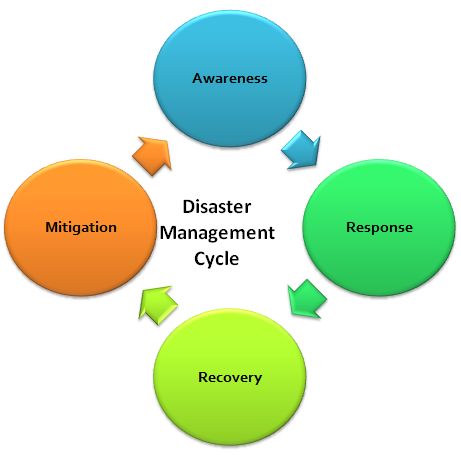 Awareness
Disaster
Management
Cycle
Mitigation
Response
Recovery